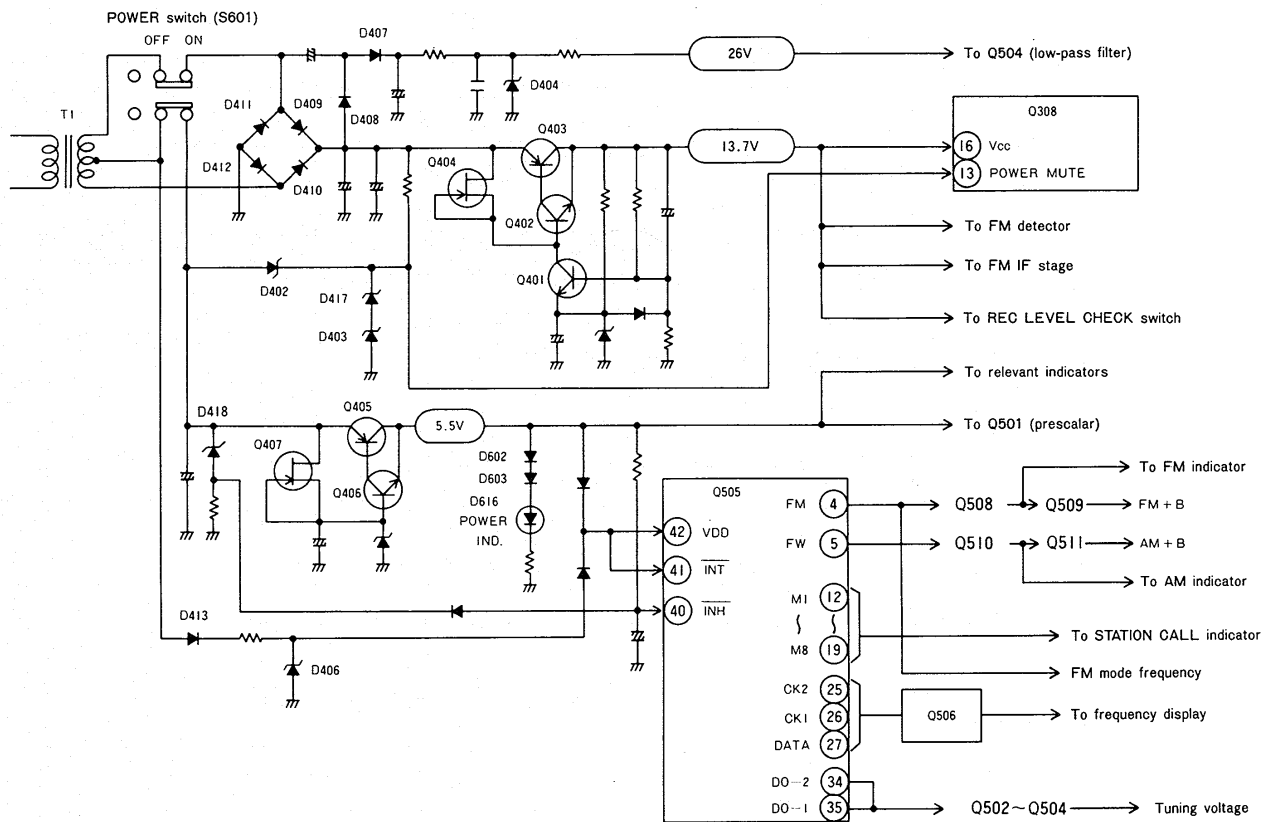 POWER switch (S601)
OFF ON
D407
26V
To Q504 (low-pass filter)
T1
D411
D409
D408
D404
Q308
D412
D410
Q404
Q403
13.7V
16 Vcc
13 POWER MUTE
Q402
To FM detector
Q401
To FM IF stage
D402
D417
D403
To REC LEVEL CHECK switch
To relevant indicators
D418
Q405
5.5V
To Q501 (prescalar)
Q407
Q406
D602
D603
D616
POWER
IND.
Q505
To FM indicator
FM 4
Q508
Q509
FM+B
42 VDD
FW 5
Q510
Q511
AM+B
41 INT
To AM indicator
40 INH
M1 12
D413
To STATION CALL indicator
M8 19
D406
FM mode frequency
CK2 25
CK1 26
Q506
To frequency display
DATA 27
DO-2 34
DO-1 35
Q502~Q504
Tuning voltage